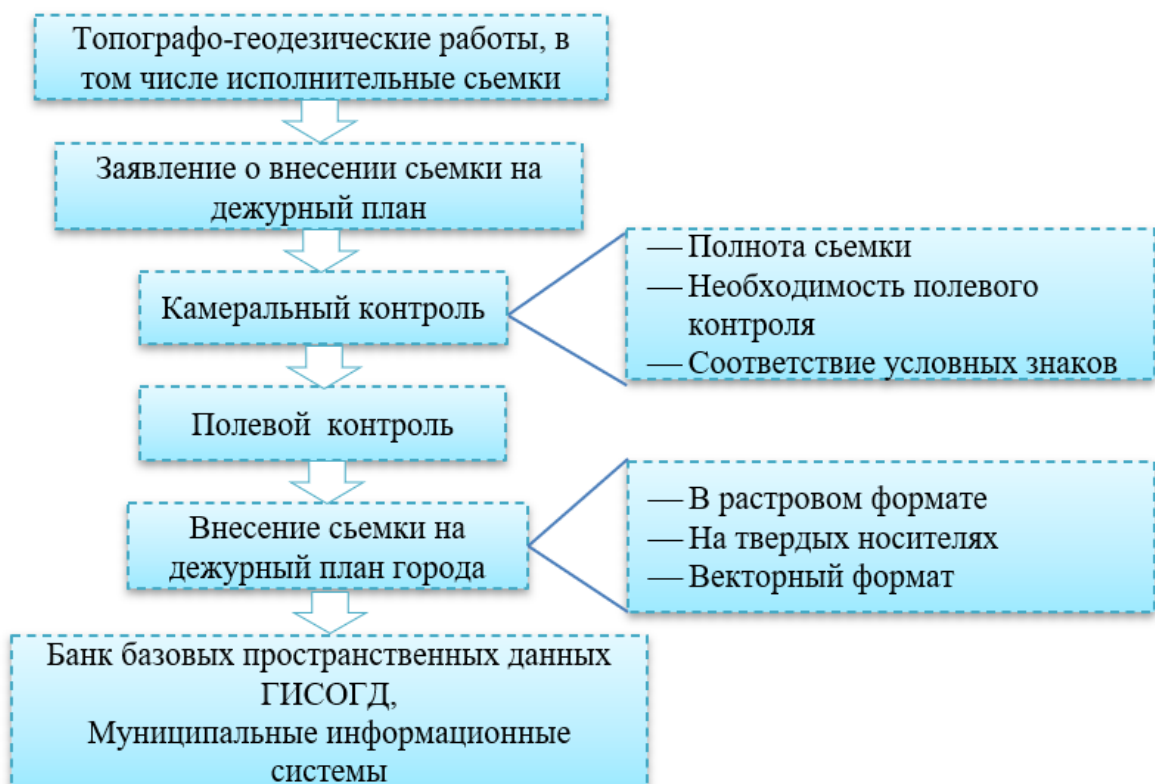 Топографо-геодезические работы, в
том числе исполнительные сьемки
Заявление о внесении сьемки на
дежурный план
Камеральный контроль
— Полнота сьемки
— Необходимость полевого
контроля
— Соответствие условных знаков
Полевой контроль
Внесение сьемки на
дежурный план города
— В растровом формате
— На твердых носителях
— Векторный формат
Банк базовых пространственных данных
ГИСОГД,
Муниципальные информационные
системы